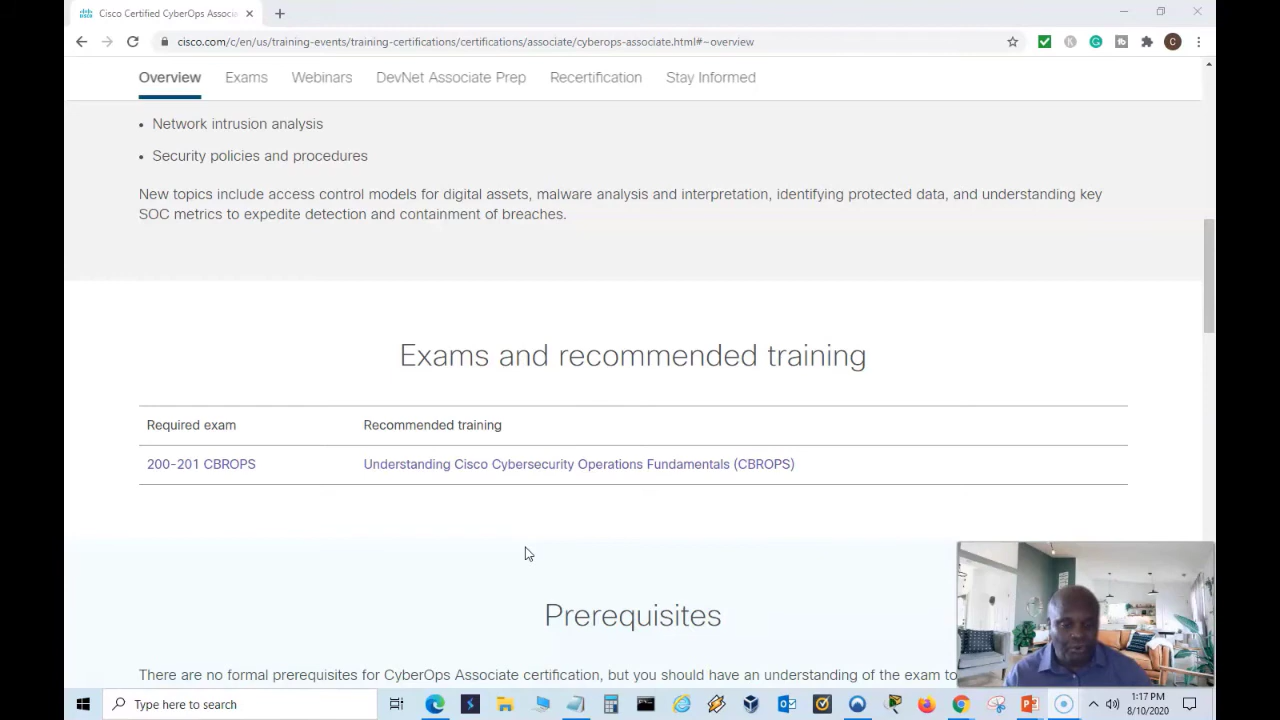 Cisco Certified CyberOps Associa
cisco.com/c/en/us/training-events/training-certifications/certifications/associate/cyberops-associate.html#~overview
Overview Exams Webinars DevNet Associate Prep Recertification Stay Informed
• Network intrusion analysis
• Security policies and procedures
New topics include access control models for digital assets, malware analysis and interpretation, identifying protected data, and understanding key
SOC metrics to expedite detection and containment of breaches.
Exams and recommended training
Required exam Recommended training
200-201 CBROPS Understanding Cisco Cybersecurity Operations Fundamentals (CBROPS)
Prerequisites
There are no formal prerequisites for CyberOps Associate certification, but you should have an understanding of the exam to
Type here to search
1:17 PM
8/10/2020